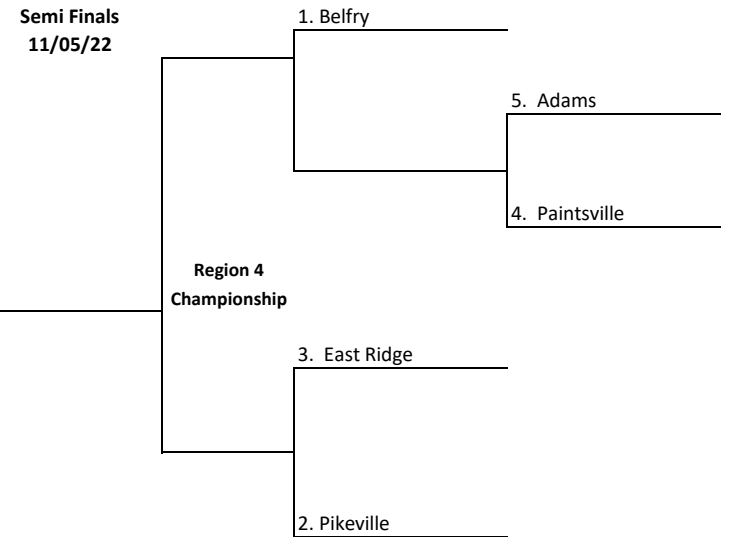 Semi Finals
11/05/22
1. Belfry
5. Adams
4. Paintsville
Region 4
Championship
3. East Ridge
2. Pikeville